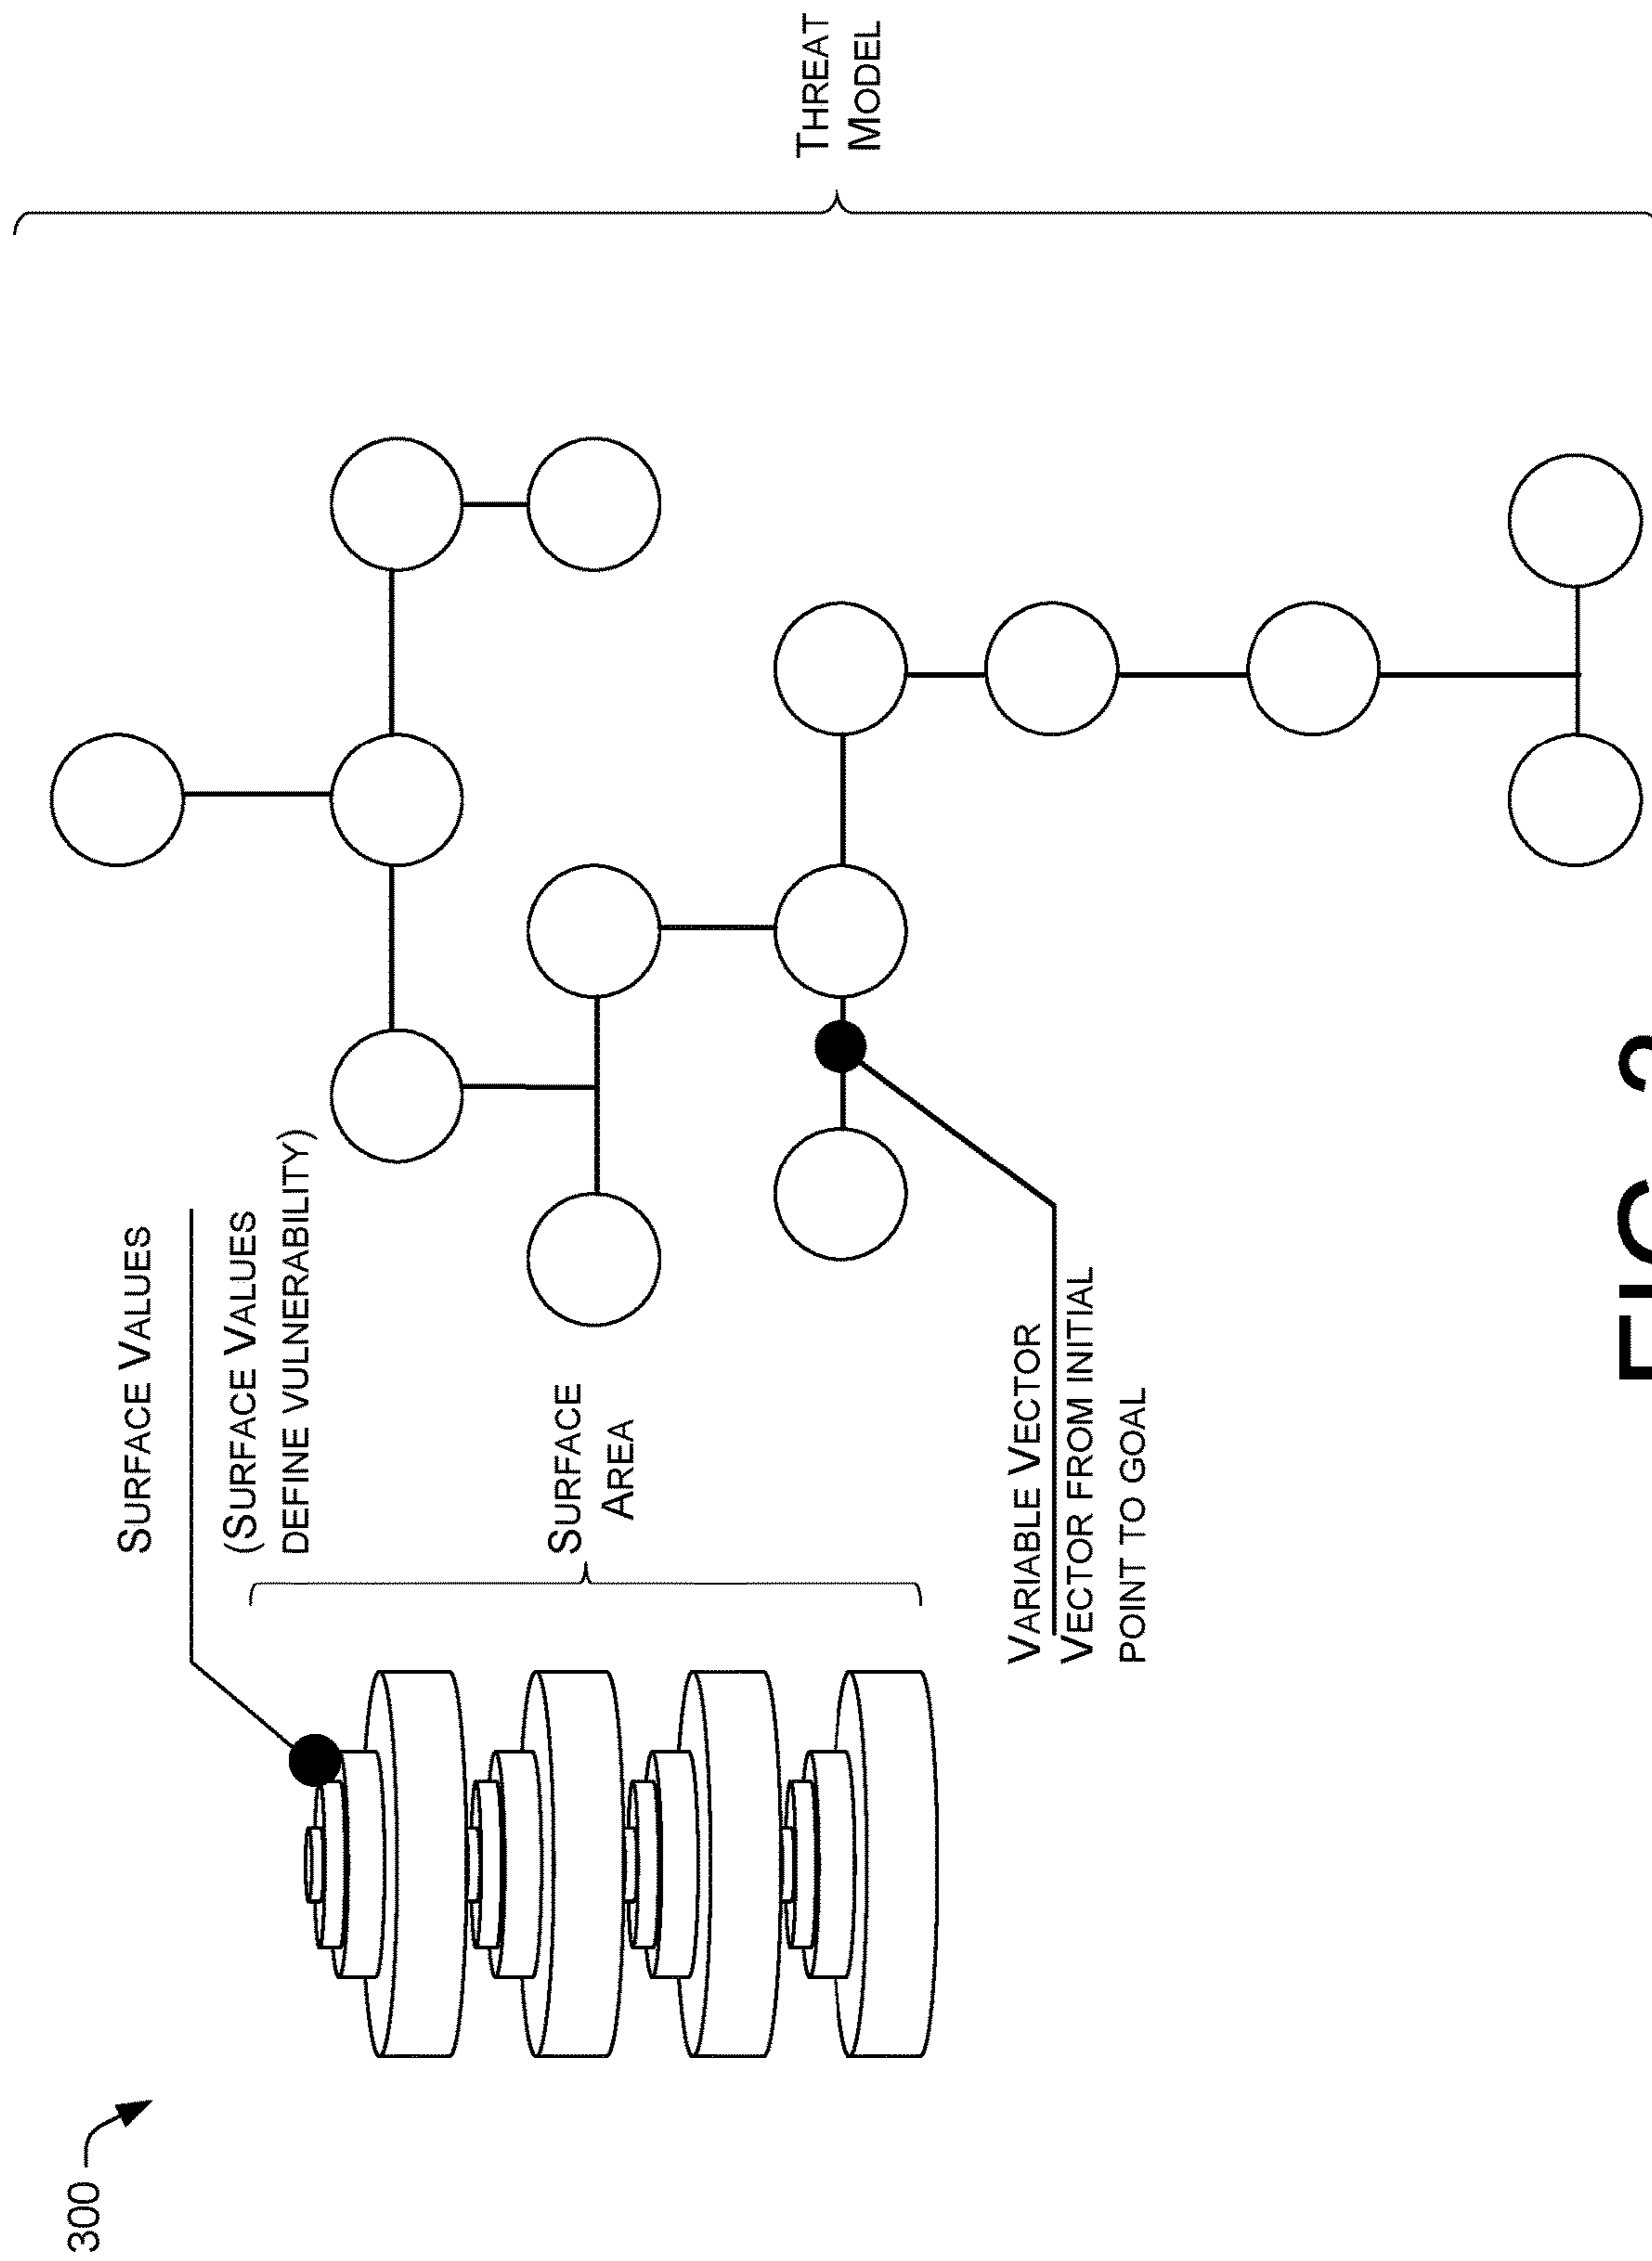 300
SURFACE VALUES
(SURFACE VALUES
DEFINE VULNERABILITY)
SURFACE
AREA
VARIABLE VECTOR
VECTOR FROM INITIAL
POINT TO GOAL
THREAT
MODEL
FIG